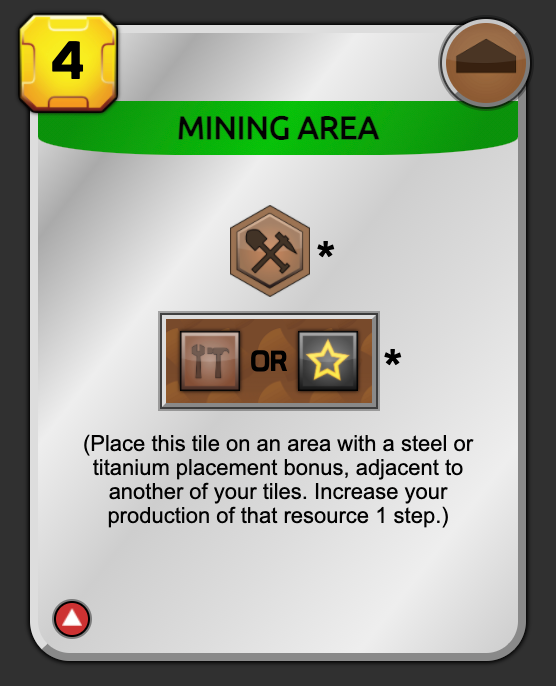 4
MINING AREA
*
OR *
(Place this tile on an area with a steel or
titanium placement bonus, adjacent to
another of your tiles. Increase your
production of that resource 1 step.)